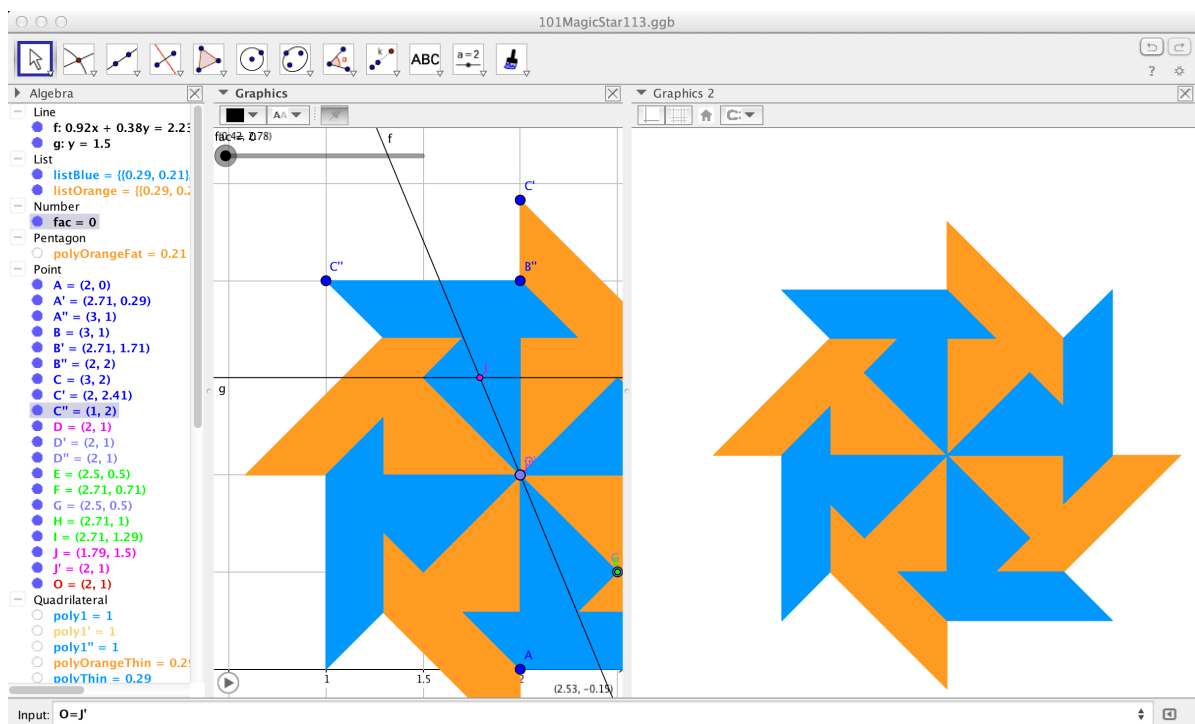 101MagicStar113.ggb
ABC
a=2
?
Algebra
Graphics
Graphics 2
AA
Line
f: 0.92x + 0.38y = 2.23
g: y = 1.5
List
listBlue = {{0.29, 0.21},
listOrange = {{0.29, 0.2
Number
fac = 0
Pentagon
polyOrangeFat = 0.21
Point
A = (2, 0)
A' = (2.71, 0.29)
A'' = (3, 1)
B = (3, 1)
B' = (2.71, 1.71)
B'' = (2, 2)
C = (3, 2)
C' = (2, 2.41)
C'' = (1, 2)
D = (2, 1)
D' = (2, 1)
D'' = (2, 1)
E = (2.5, 0.5)
F = (2.71, 0.71)
G = (2.5, 0.5)
H = (2.71, 1)
I = (2.71, 1.29)
J = (1.79, 1.5)
J' = (2, 1)
O = (2, 1)
Quadrilateral
poly1 = 1
poly1' = 1
poly1'' = 1
polyOrangeThin = 0.29
polyThin = 0.29
f
C'
C''
B''
J
g
A
1
1.5
2
(2.53, -0.15)
Input: O=J'